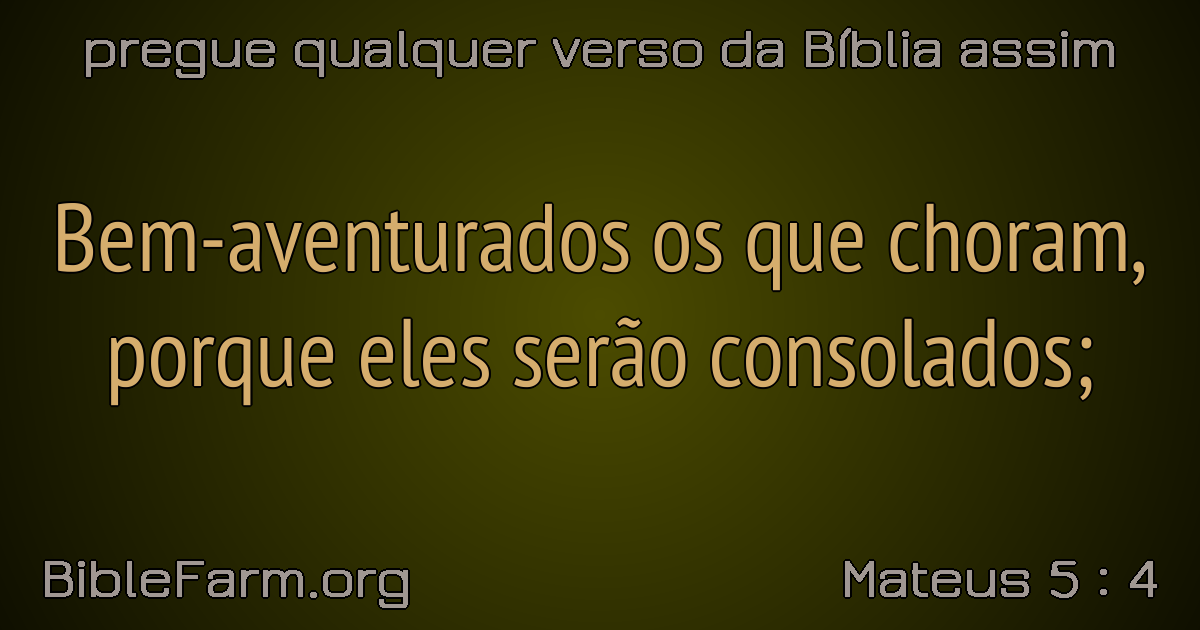 pregue qualquer verso da Bíblia assim
Bem-aventurados os que choram,
porque eles serão consolados;
BibleFarm.org
Mateus 5 : 4